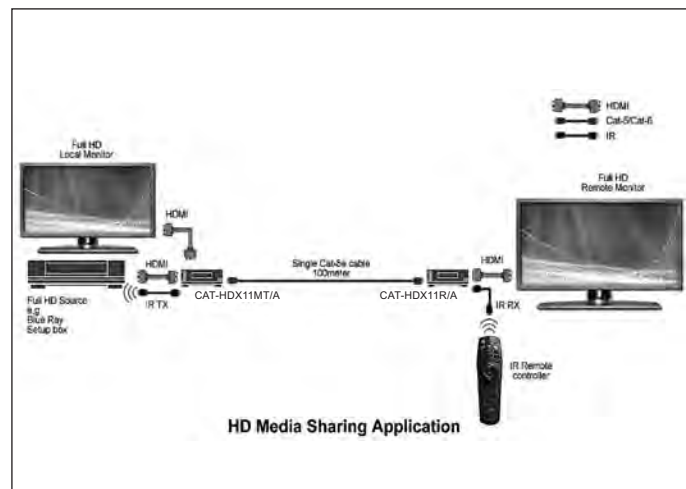 HDMI
Cat-5/Cat-6
IR
Full HD
Local Monitor
Full HD
Remote Monitor
HDMI
HDMI
Single Cat-5e cable
100meter
HDMI
IR TX
CAT-HDX11MT/A
CAT-HDX11R/A
IR RX
Full HD Source
e.g
Blue Ray
Setup box
IR Remote
controller
HD Media Sharing Application